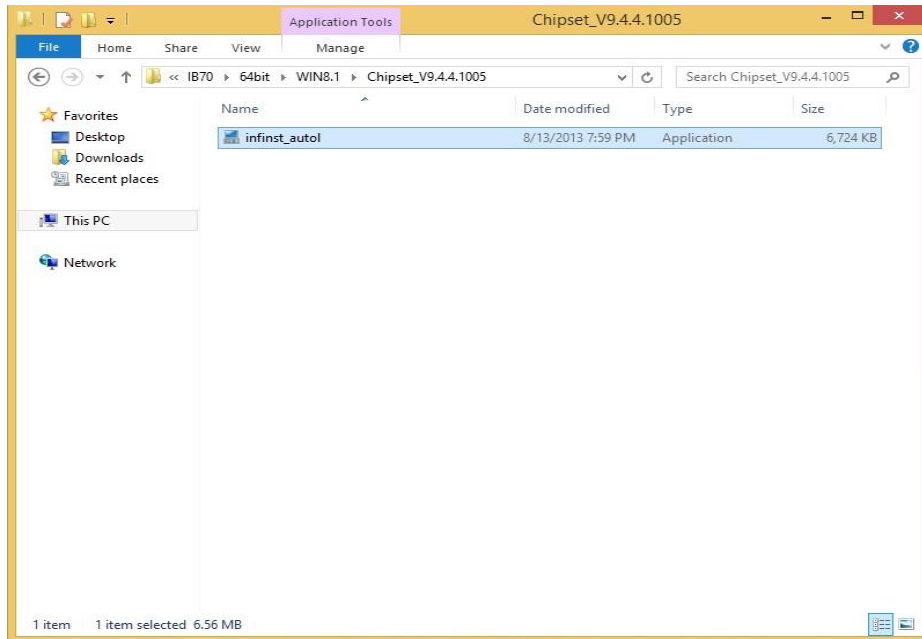 Application Tools Chipset_V9.4.4.1005
File Home Share View Manage
« IB70 64bit WIN8.1 Chipset_V9.4.4.1005 Search Chipset_V9.4.4.1005
Name Date modified Type Size
Favorites
infinst_autol 8/13/2013 7:59 PM Application 6,724 KB
Desktop
Downloads
Recent places
This PC
Network
1 item 1 item selected 6.56 MB